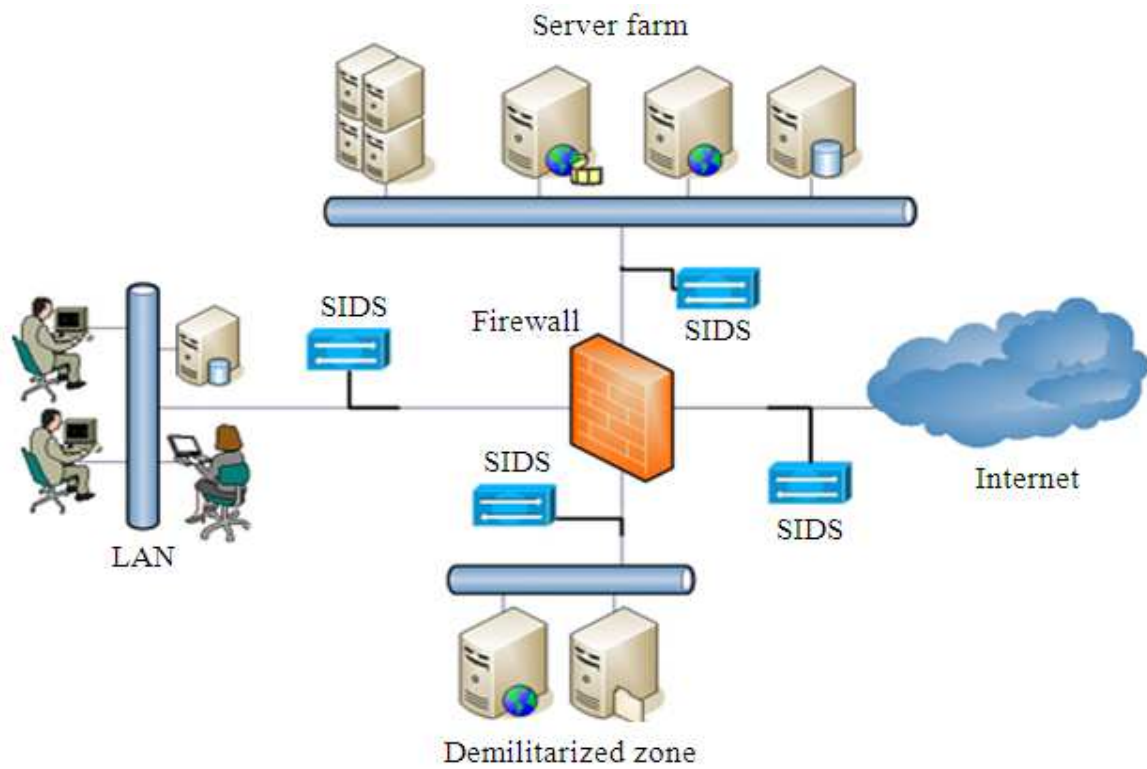 Server farm
SIDS
Firewall
SIDS
SIDS
Internet
SIDS
LAN
Demilitarized zone